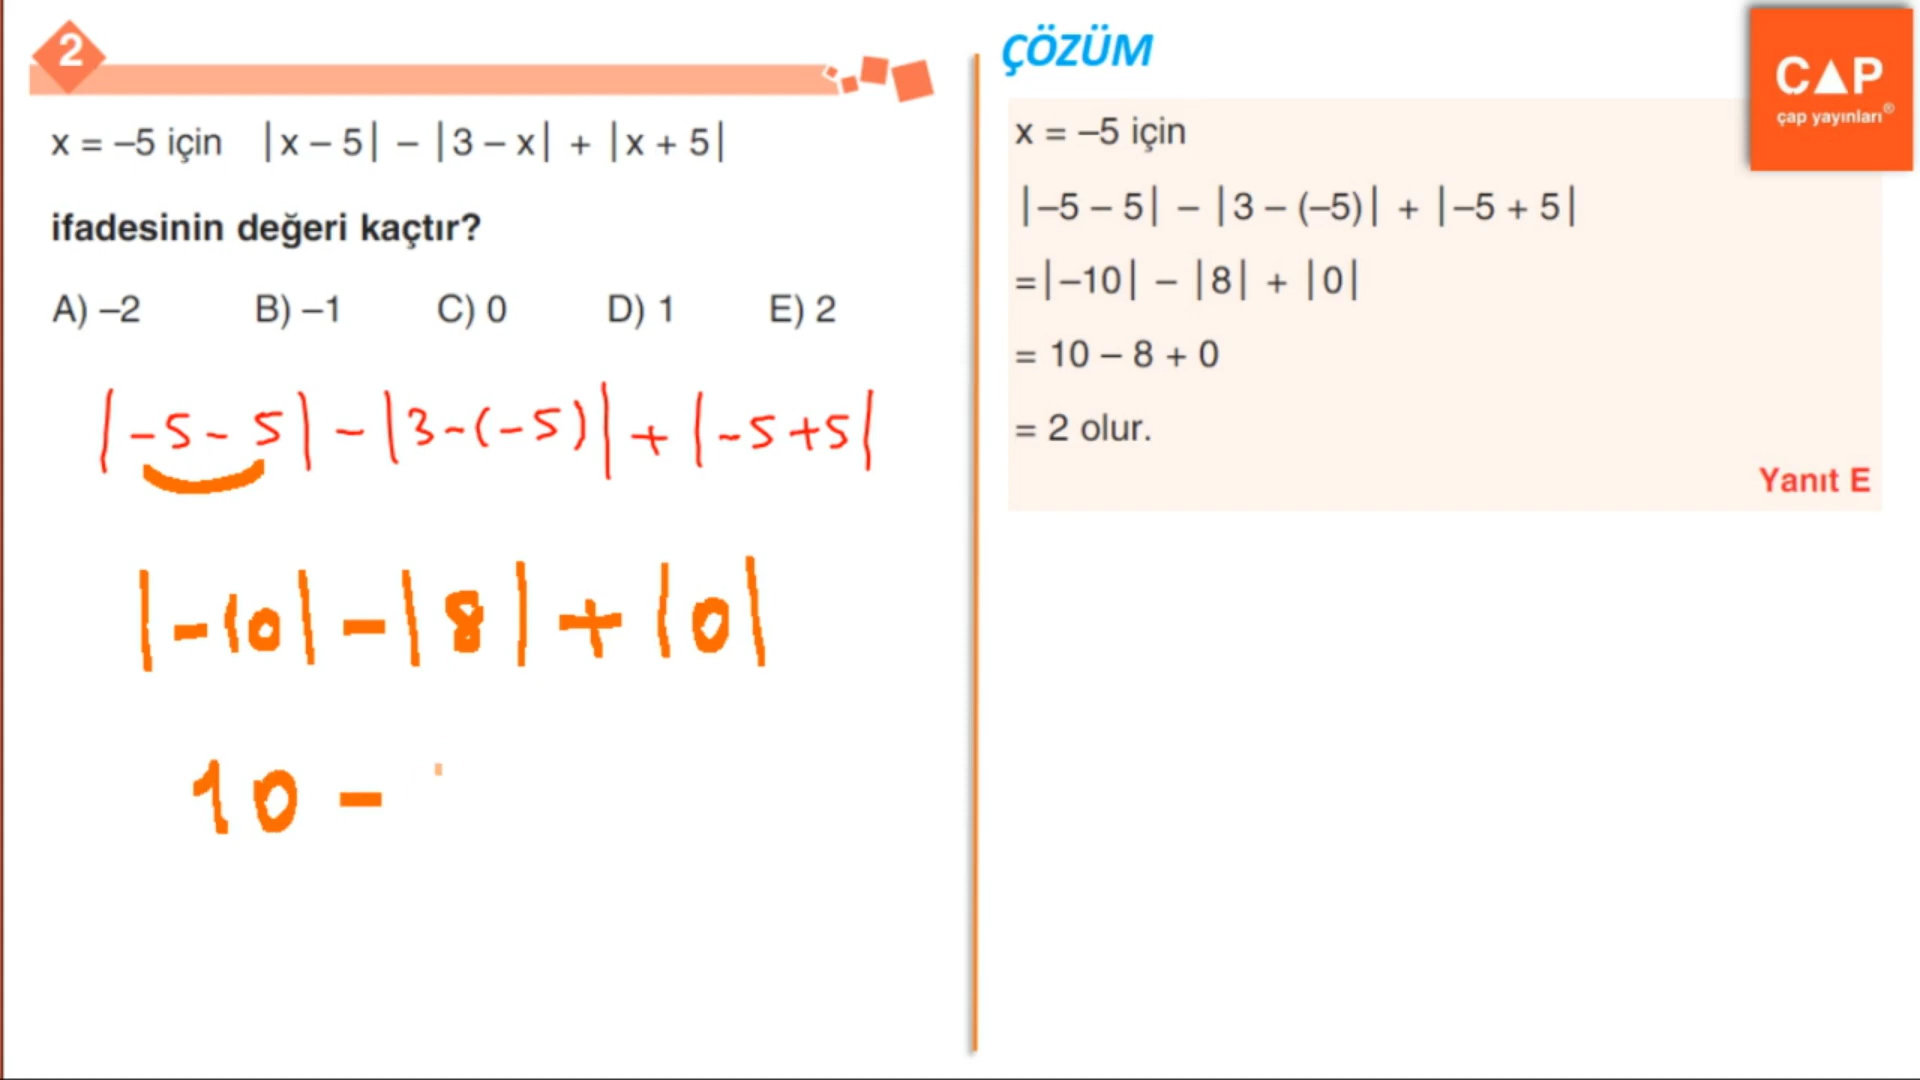 2
x = –5 için |x – 5| – |3 – x| + |x + 5|
ifadesinin değeri kaçtır?
A) –2 B) –1 C) 0 D) 1 E) 2
|-5-5|-|3-(-5)|+|-5+5|
|-10|-|8|+|0|
10 -
ÇÖZÜM
x = –5 için
|–5 – 5| – |3 – (–5)| + |–5 + 5|
=|–10| – |8| + |0|
= 10 – 8 + 0
= 2 olur.
Yanıt E
ÇAP
çap yayınları®